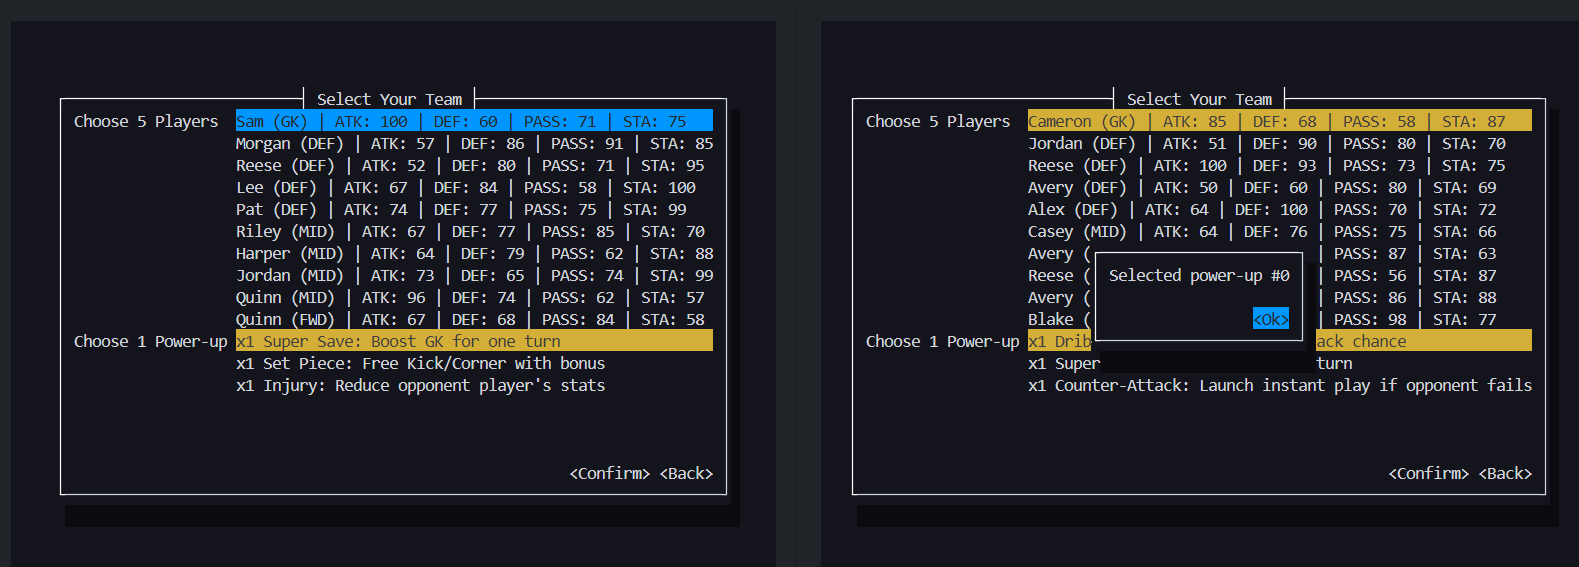 Select Your Team
Choose 5 Players Sam (GK) | ATK: 100 | DEF: 60 | PASS: 71 | STA: 75
Morgan (DEF) | ATK: 57 | DEF: 86 | PASS: 91 | STA: 85
Reese (DEF) | ATK: 52 | DEF: 80 | PASS: 71 | STA: 95
Lee (DEF) | ATK: 67 | DEF: 84 | PASS: 58 | STA: 100
Pat (DEF) | ATK: 74 | DEF: 77 | PASS: 75 | STA: 99
Riley (MID) | ATK: 67 | DEF: 77 | PASS: 85 | STA: 70
Harper (MID) | ATK: 64 | DEF: 79 | PASS: 62 | STA: 88
Jordan (MID) | ATK: 73 | DEF: 65 | PASS: 74 | STA: 99
Quinn (MID) | ATK: 96 | DEF: 74 | PASS: 62 | STA: 57
Quinn (FWD) | ATK: 67 | DEF: 68 | PASS: 84 | STA: 58
Choose 1 Power-up x1 Super Save: Boost GK for one turn
x1 Set Piece: Free Kick/Corner with bonus
x1 Injury: Reduce opponent player's stats
<Confirm> <Back>
Select Your Team
Choose 5 Players Cameron (GK) | ATK: 85 | DEF: 68 | PASS: 58 | STA: 87
Jordan (DEF) | ATK: 51 | DEF: 90 | PASS: 80 | STA: 70
Reese (DEF) | ATK: 100 | DEF: 93 | PASS: 73 | STA: 75
Avery (DEF) | ATK: 50 | DEF: 60 | PASS: 80 | STA: 69
Alex (DEF) | ATK: 64 | DEF: 100 | PASS: 70 | STA: 72
Casey (MID) | ATK: 64 | DEF: 76 | PASS: 75 | STA: 66
Avery ( | PASS: 87 | STA: 63
Reese ( | PASS: 56 | STA: 87
Avery ( | PASS: 86 | STA: 88
Blake ( | PASS: 98 | STA: 77
Choose 1 Power-up x1 Drib ack chance
x1 Super turn
x1 Counter-Attack: Launch instant play if opponent fails
<Confirm> <Back>
Selected power-up #0
<Ok>